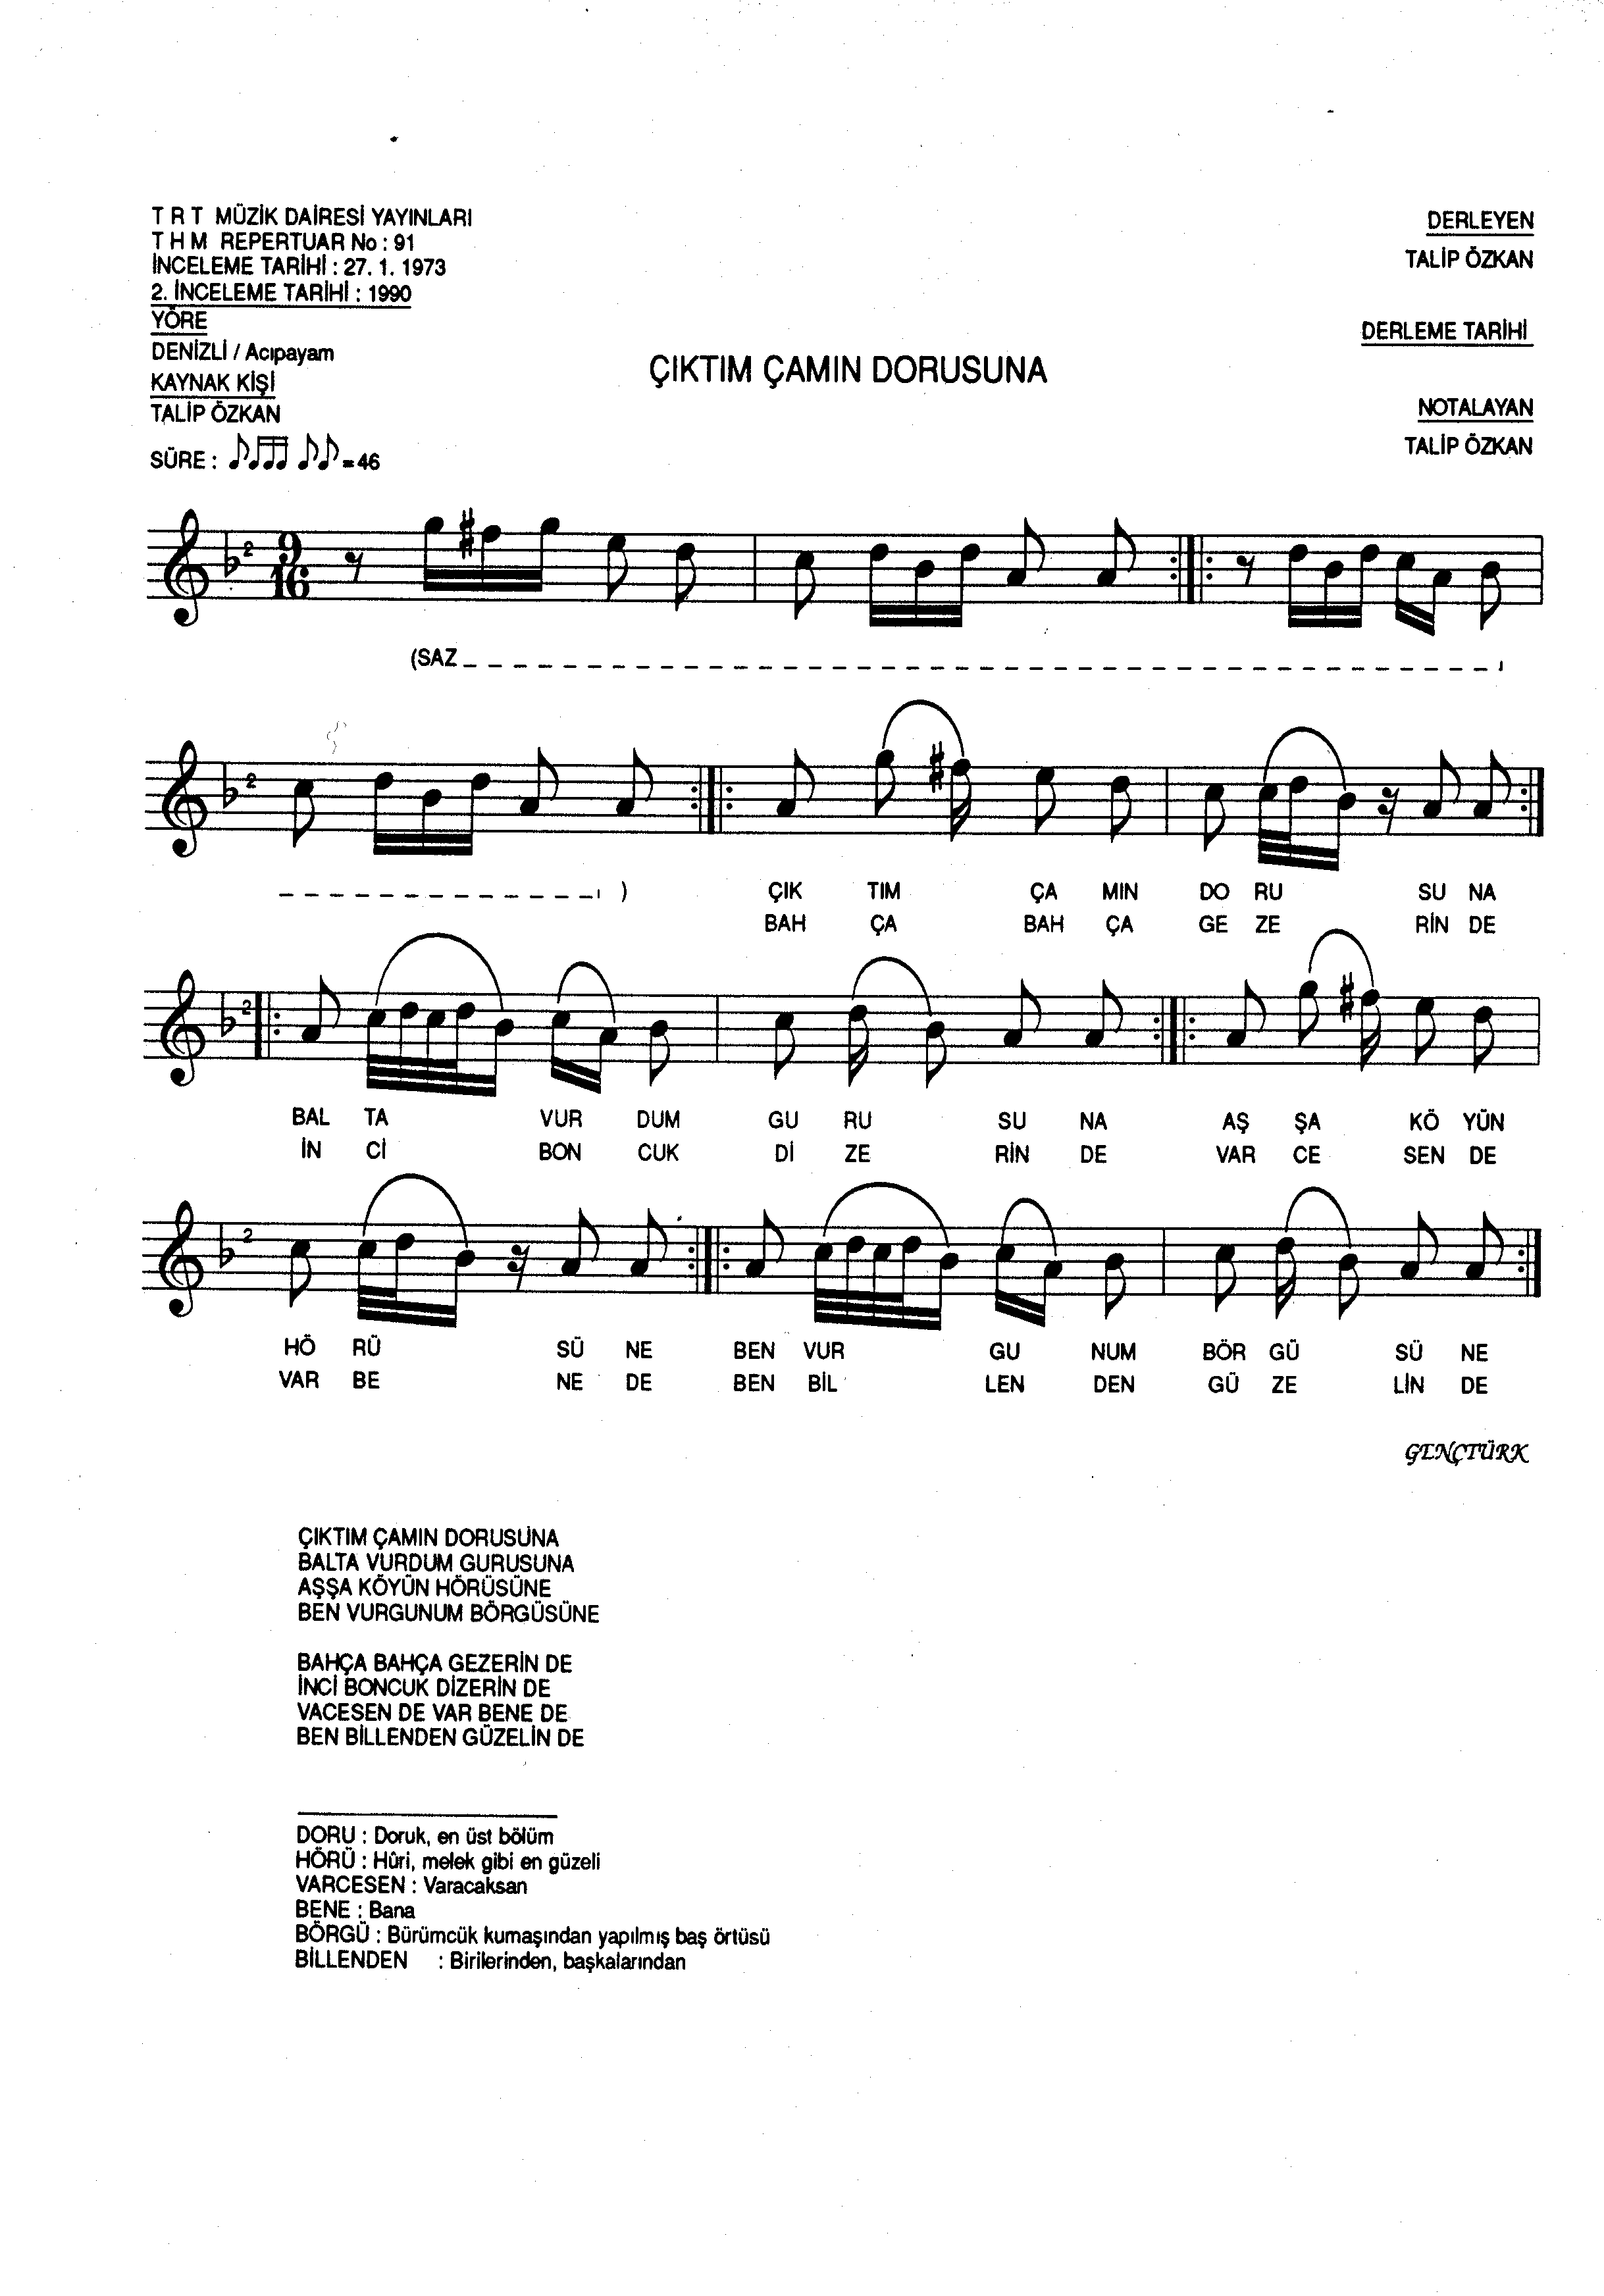 T R T MÜZİK DAİRESİ YAYINLARI
T H M REPERTUAR No : 91
İNCELEME TARİHİ : 27. 1. 1973
2. İNCELEME TARİHİ : 1990
YÖRE
DENİZLİ / Acıpayam
KAYNAK KİŞİ
TALİP ÖZKAN
SÜRE : =46
DERLEYEN
TALİP ÖZKAN
DERLEME TARİHİ
NOTALAYAN
TALİP ÖZKAN
ÇIKTIM ÇAMIN DORUSUNA
2 9 16
(SAZ
2
)
ÇIK TIM ÇA MIN DO RU SU NA
BAH ÇA BAH ÇA GE ZE RİN DE
2
BAL TA VUR DUM GU RU SU NA AŞ ŞA KÖ YÜN
İN Cİ BON CUK Dİ ZE RİN DE VAR CE SEN DE
2
HÖ RÜ SÜ NE BEN VUR GU NUM BÖR GÜ SÜ NE
VAR BE NE DE BEN BİL LEN DEN GÜ ZE LİN DE
GENÇTÜRK
ÇIKTIM ÇAMIN DORUSUNA
BALTA VURDUM GURUSUNA
AŞŞA KÖYÜN HÖRÜSÜNE
BEN VURGUNUM BÖRGÜSÜNE
BAHÇA BAHÇA GEZERİN DE
İNCİ BONCUK DİZERİN DE
VACESEN DE VAR BENE DE
BEN BİLLENDEN GÜZELİN DE
DORU : Doruk, en üst bölüm
HÖRÜ : Hûri, melek gibi en güzeli
VARCESEN : Varacaksan
BENE : Bana
BÖRGÜ : Bürümcük kumaşından yapılmış baş örtüsü
BİLLENDEN : Birilerinden, başkalarından